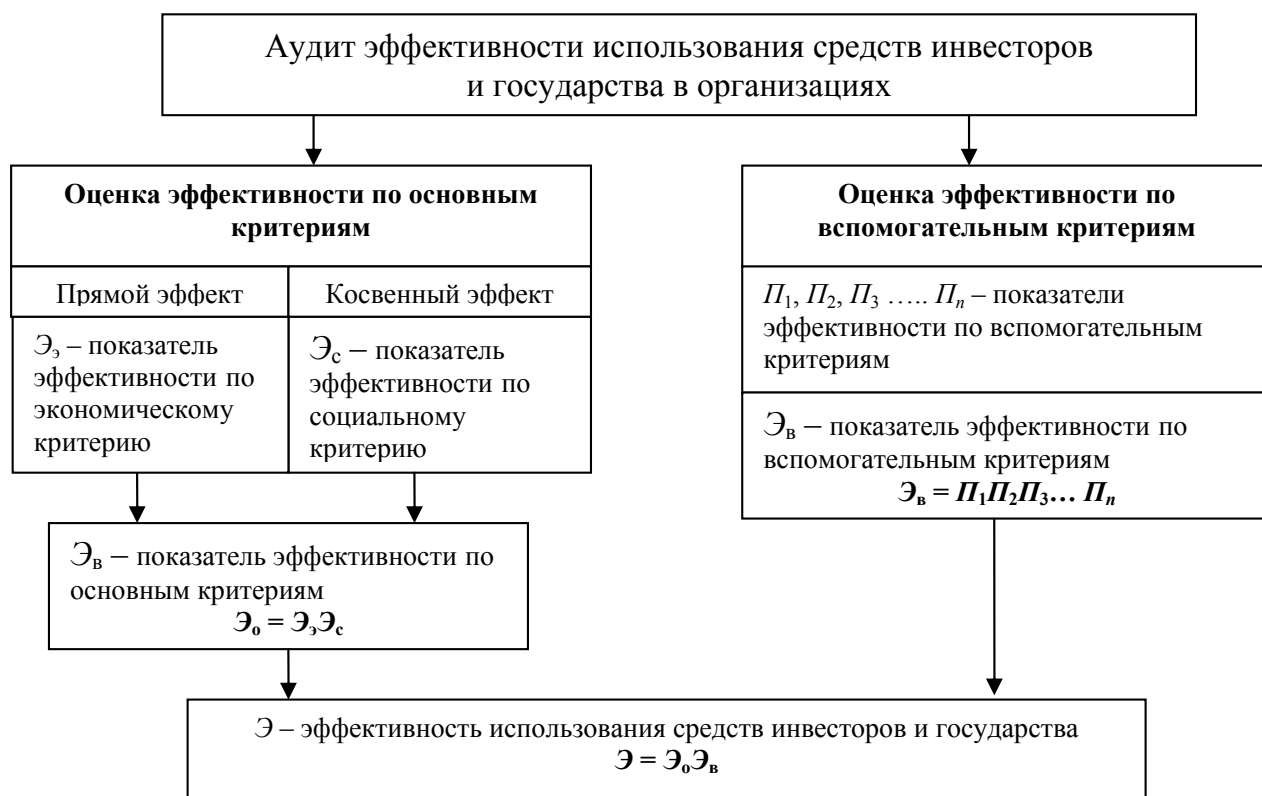 Аудит эффективности использования средств инвесторов
и государства в организациях
Оценка эффективности по основным
критериям
Прямой эффект
Косвенный эффект
Ээ – показатель
эффективности по
экономическому
критерию
Эс – показатель
эффективности по
социальному
критерию
Эв – показатель эффективности по
основным критериям
Эо = ЭэЭс
Оценка эффективности по
вспомогательным критериям
П1, П2, П3 ….. Пn – показатели
эффективности по вспомогательным
критериям
Эв – показатель эффективности по
вспомогательным критериям
Эв = П1П2П3… Пn
Э – эффективность использования средств инвесторов и государства
Э = ЭоЭв